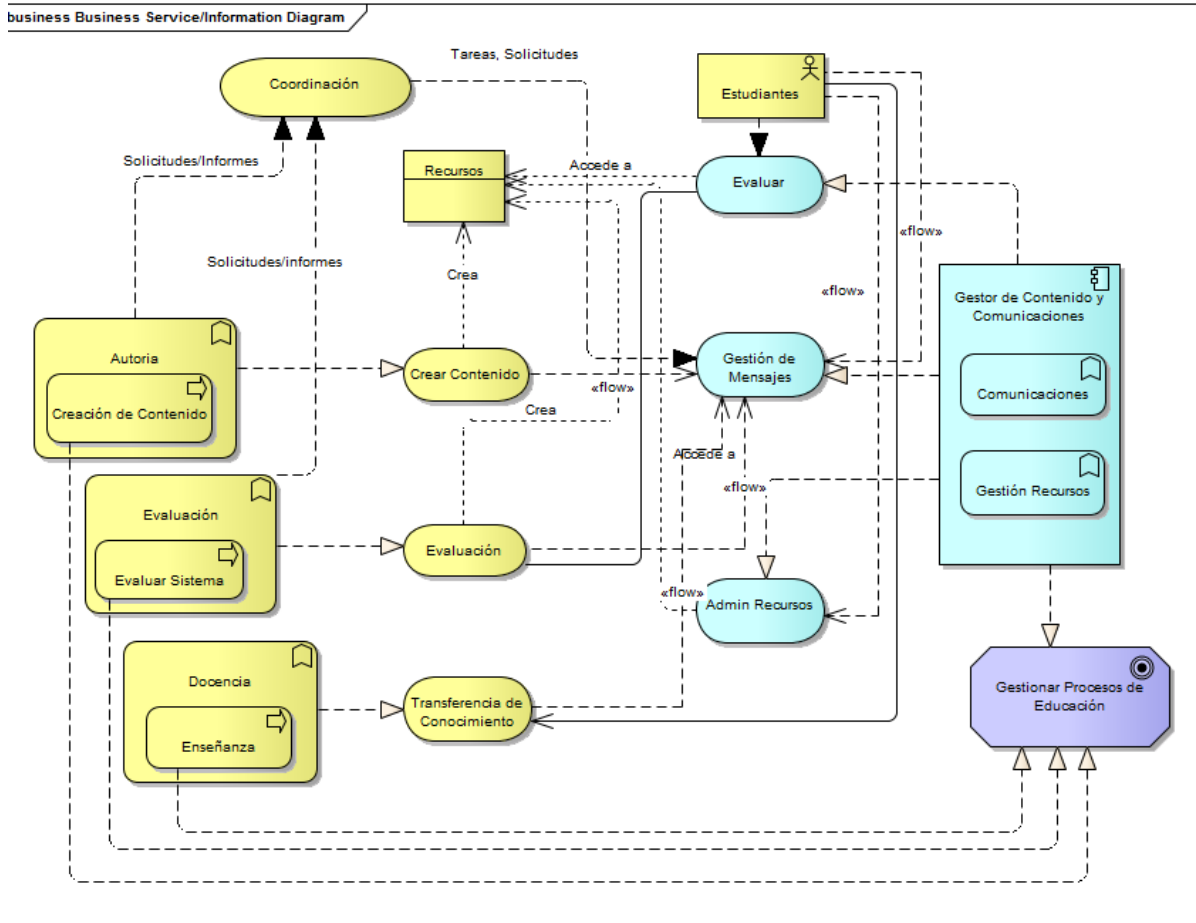 business Business Service/Information Diagram
Tareas, Solicitudes
Coordinación
Estudiantes
Solicitudes/Informes
Accede a
Recursos
Evaluar
«flow»
Solicitudes/informes
Crea
«flow»
Gestor de Contenido y
Comunicaciones
Autoria
Gestión de
Mensajes
Crear Contenido
«flow»
Comunicaciones
Creación de Contenido
Crea
Accede a
«flow»
Gestión Recursos
Evaluación
Evaluación
Evaluar Sistema
«flow»
Admin Recursos
Docencia
Transferencia de
Conocimiento
Gestionar Procesos de
Educación
Enseñanza